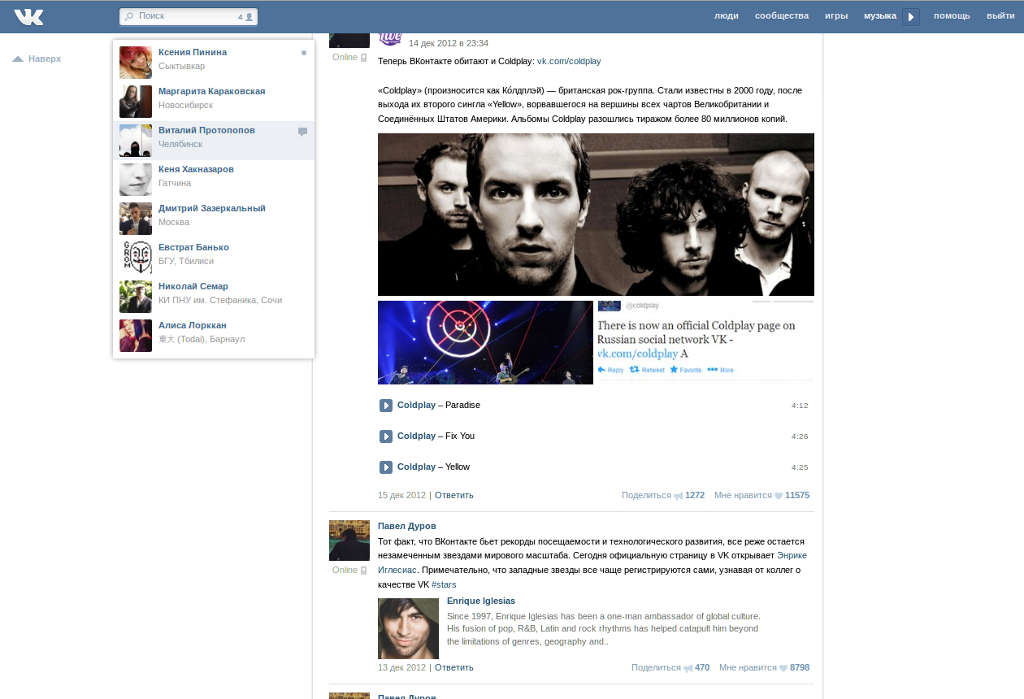 Поиск
4
люди
сообщества
игры
музыка
помощь
выйти
Наверх
Ксения Пинина
Сыктывкар
Маргарита Караковская
Новосибирск
Виталий Протопопов
Челябинск
Кеня Хакназаров
Гатчина
Дмитрий Зазеркальный
Москва
Евстрат Банько
БГУ, Тбилиси
Николай Семар
КИ ПНУ им. Стефаника, Сочи
Алиса Лорккан
東大 (Todai), Барнаул
live
14 дек 2012 в 23:34
Online
Теперь ВКонтакте обитают и Coldplay: vk.com/coldplay
«Coldplay» (произносится как Ко́лдплэй) — британская рок-группа. Стали известны в 2000 году, после
выхода их второго сингла «Yellow», ворвавшегося на вершины всех чартов Великобритании и
Соединённых Штатов Америки. Альбомы Coldplay разошлись тиражом более 80 миллионов копий.
@coldplay
There is now an official Coldplay page on
Russian social network VK -
vk.com/coldplay A
Reply Retweet Favorite More
Coldplay – Paradise 4:12
Coldplay – Fix You 4:26
Coldplay – Yellow 4:25
15 дек 2012 | Ответить Поделиться 1272 Мне нравится 11575
Павел Дуров
Тот факт, что ВКонтакте бьет рекорды посещаемости и технологического развития, все реже остается
незамеченным звездами мирового масштаба. Сегодня официальную страницу в VK открывает Энрике
Иглесиас. Примечательно, что западные звезды все чаще регистрируются сами, узнавая от коллег о
качестве VK #stars
Online
Enrique Iglesias
Since 1997, Enrique Iglesias has been a one-man ambassador of global culture.
His fusion of pop, R&B, Latin and rock rhythms has helped catapult him beyond
the limitations of genres, geography and..
13 дек 2012 | Ответить Поделиться 470 Мне нравится 8798
Павел Дуров